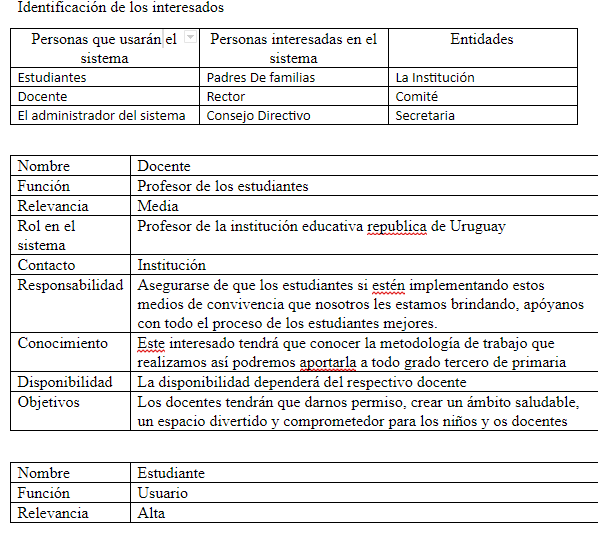 Identificación de los interesados
Personas que usarán el sistema Personas interesadas en el sistema Entidades
Estudiantes Padres De familias La Institución
Docente Rector Comité
El administrador del sistema Consejo Directivo Secretaria
Nombre Docente
Función Profesor de los estudiantes
Relevancia Media
Rol en el sistema Profesor de la institución educativa republica de Uruguay
Contacto Institución
Responsabilidad Asegurarse de que los estudiantes si estén implementando estos
medios de convivencia que nosotros les estamos brindando, apóyanos
con todo el proceso de los estudiantes mejores.
Conocimiento Este interesado tendrá que conocer la metodología de trabajo que
realizamos así podremos aportarla a todo grado tercero de primaria
Disponibilidad La disponibilidad dependerá del respectivo docente
Objetivos Los docentes tendrán que darnos permiso, crear un ámbito saludable,
un espacio divertido y comprometedor para los niños y os docentes
Nombre Estudiante
Función Usuario
Relevancia Alta